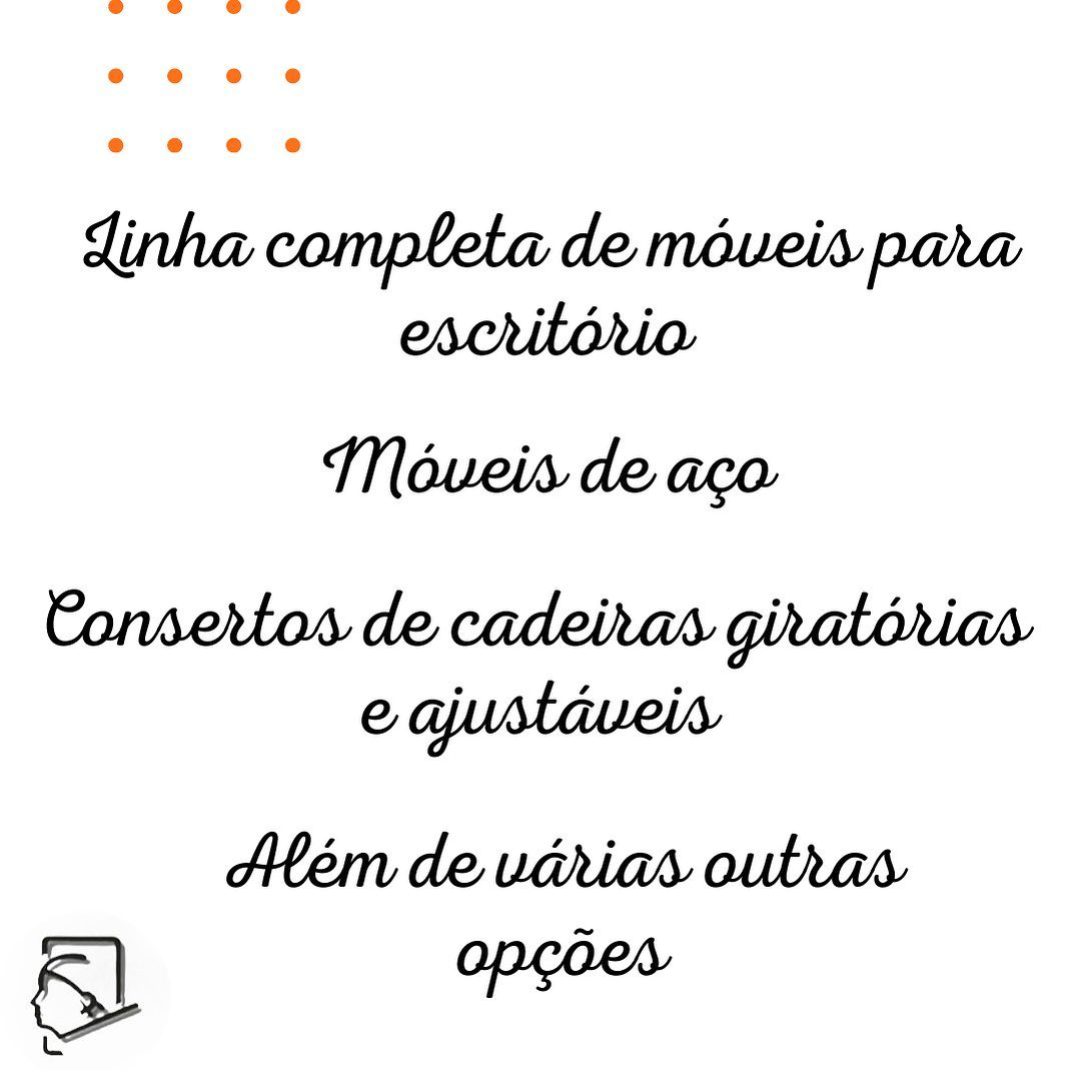 Linha completa de móveis para
escritório
Móveis de aço
Consertos de cadeiras giratórias
e ajustáveis
Além de várias outras
opções